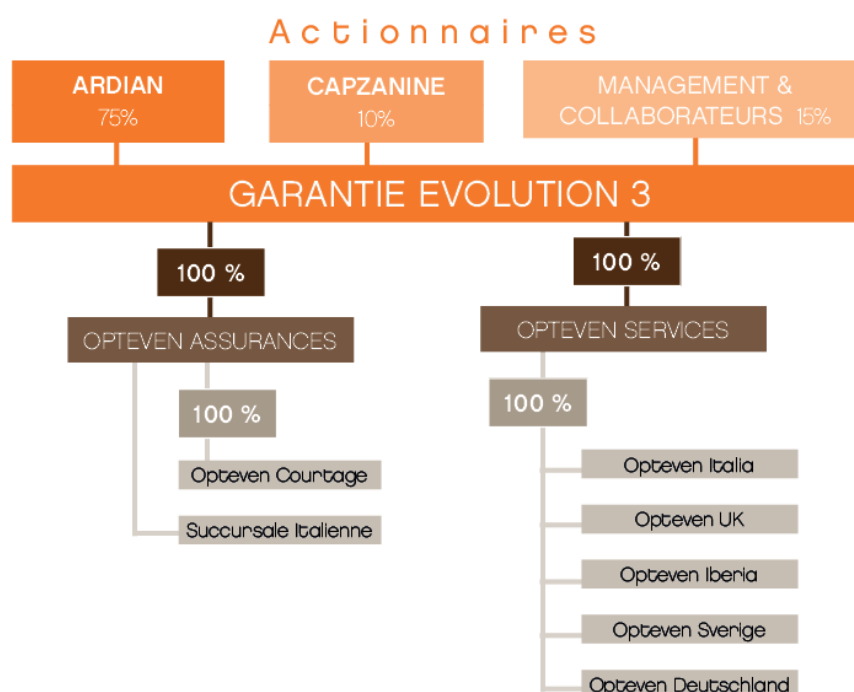 Actionnaires
ARDIAN
75%
CAPZANINE
10%
MANAGEMENT &
COLLABORATEURS 15%
GARANTIE EVOLUTION 3
100 %
100 %
OPTEVEN ASSURANCES
OPTEVEN SERVICES
100 %
100 %
Opteven Courtage
Succursale Italienne
Opteven Italia
Opteven UK
Opteven Iberia
Opteven Sverige
Opteven Deutschland